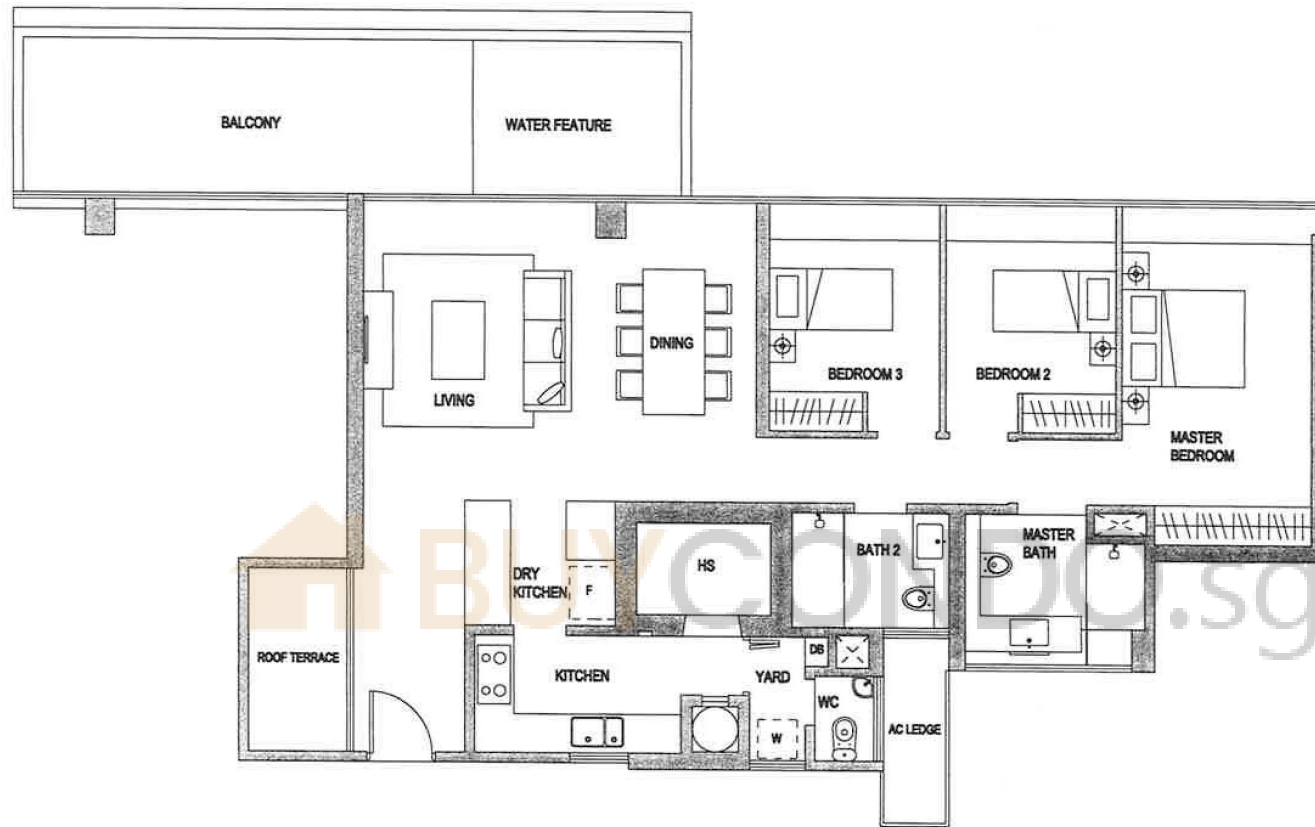 BALCONY
WATER FEATURE
LIVING
DINING
BEDROOM 3
BEDROOM 2
MASTER
BEDROOM
DRY
KITCHEN
F
HS
BATH 2
MASTER
BATH
BUYCONDO.sg
ROOF TERRACE
KITCHEN
YARD
DB
WC
W
AC LEDGE